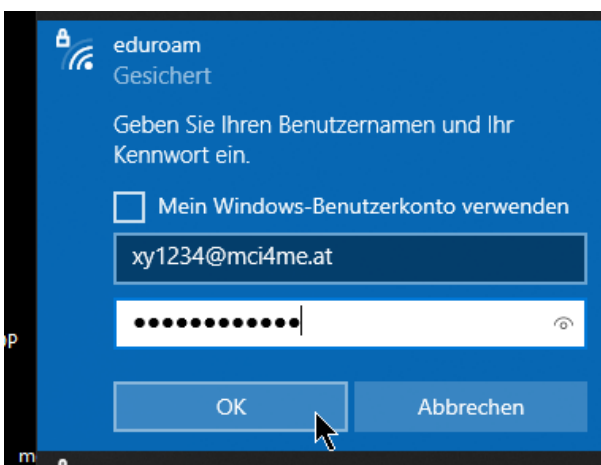 eduroam
Gesichert
Geben Sie Ihren Benutzernamen und Ihr
Kennwort ein.
Mein Windows-Benutzerkonto verwenden
xy1234@mci4me.at
●●●●●●●●●●●●
OK
Abbrechen